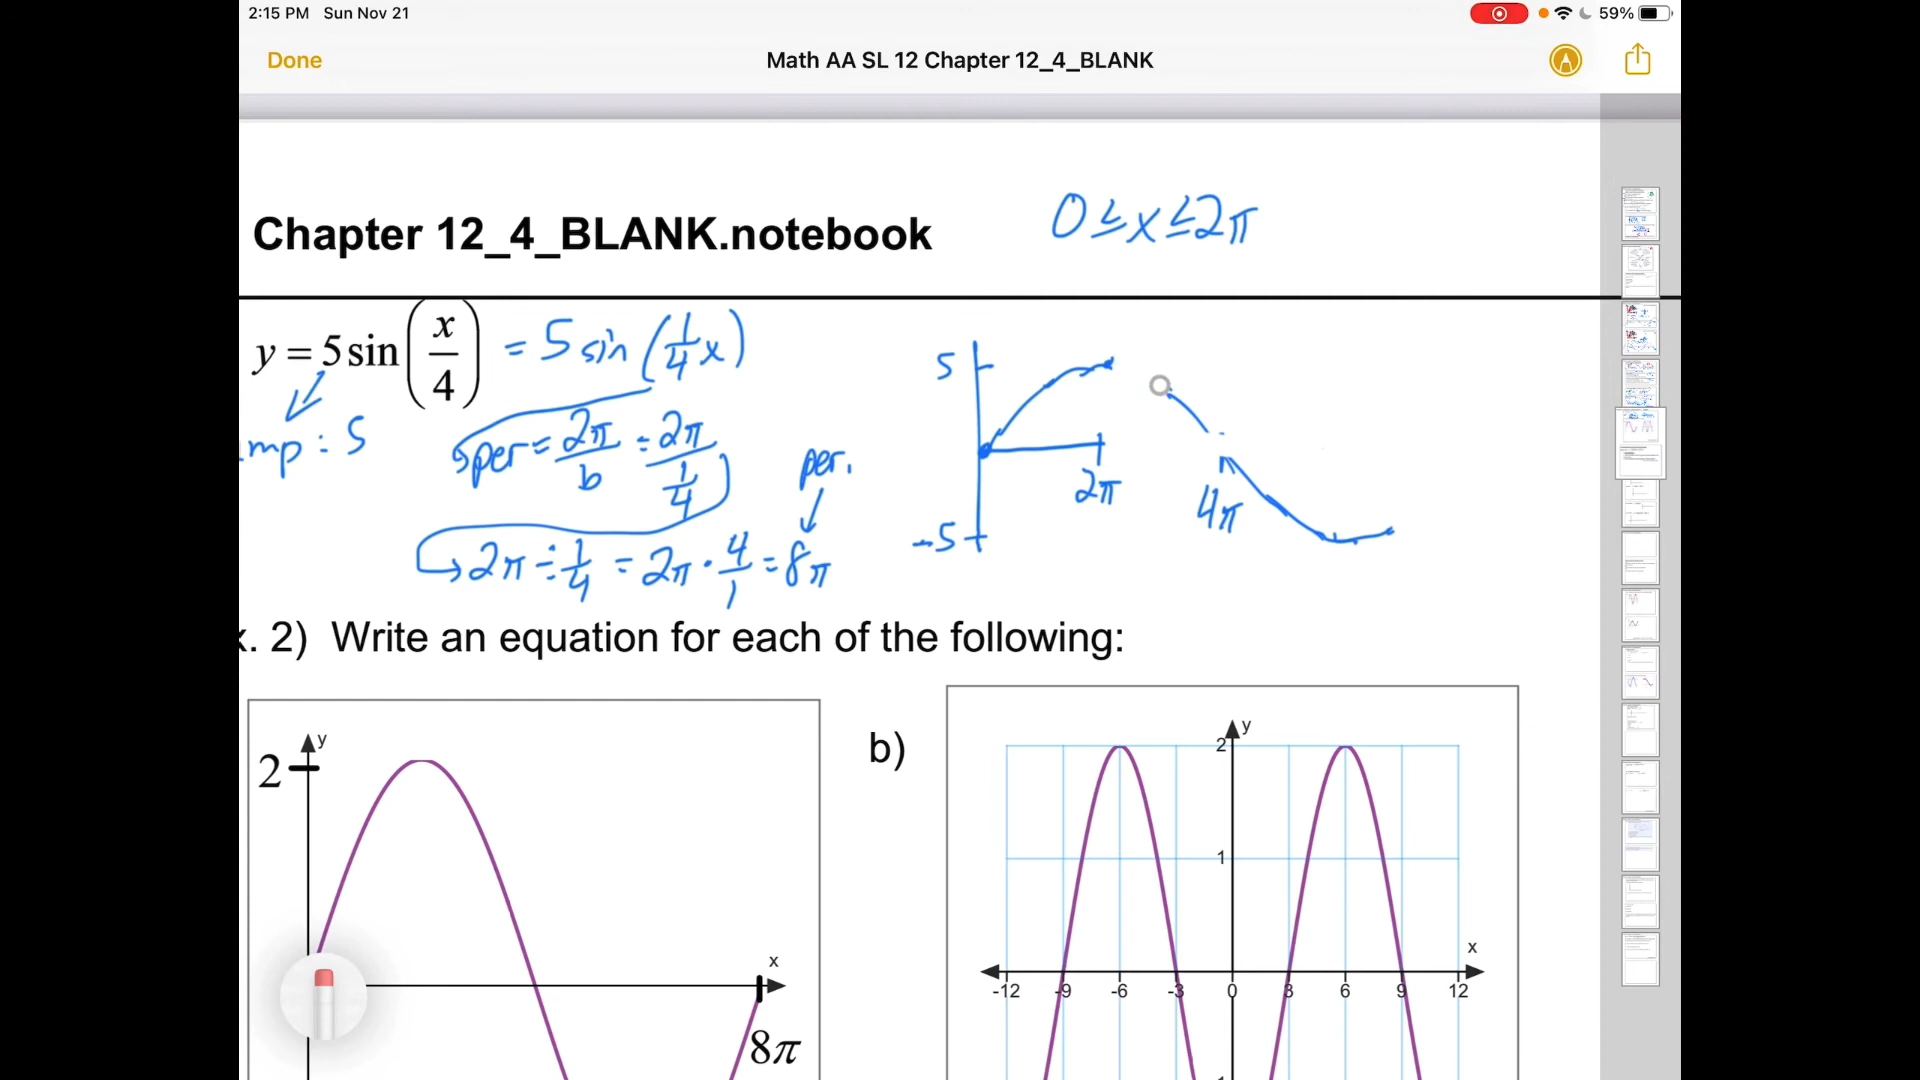 2:15 PM Sun Nov 21
59%
Done
Math AA SL 12 Chapter 12_4_BLANK
Chapter 12_4_BLANK.notebook
0 ≤ x ≤ 2π
y = 5 sin (x/4) = 5 sin (1/4 x)
mp : 5
per = 2π/b = 2π/(1/4)
per.
2π ÷ 1/4 = 2π · 4/1 = 8π
5
-5
2π
4π
. 2) Write an equation for each of the following:
y
2
x
8π
b)
y
2
1
x
-12 -9 -6 -3 0 3 6 9 12